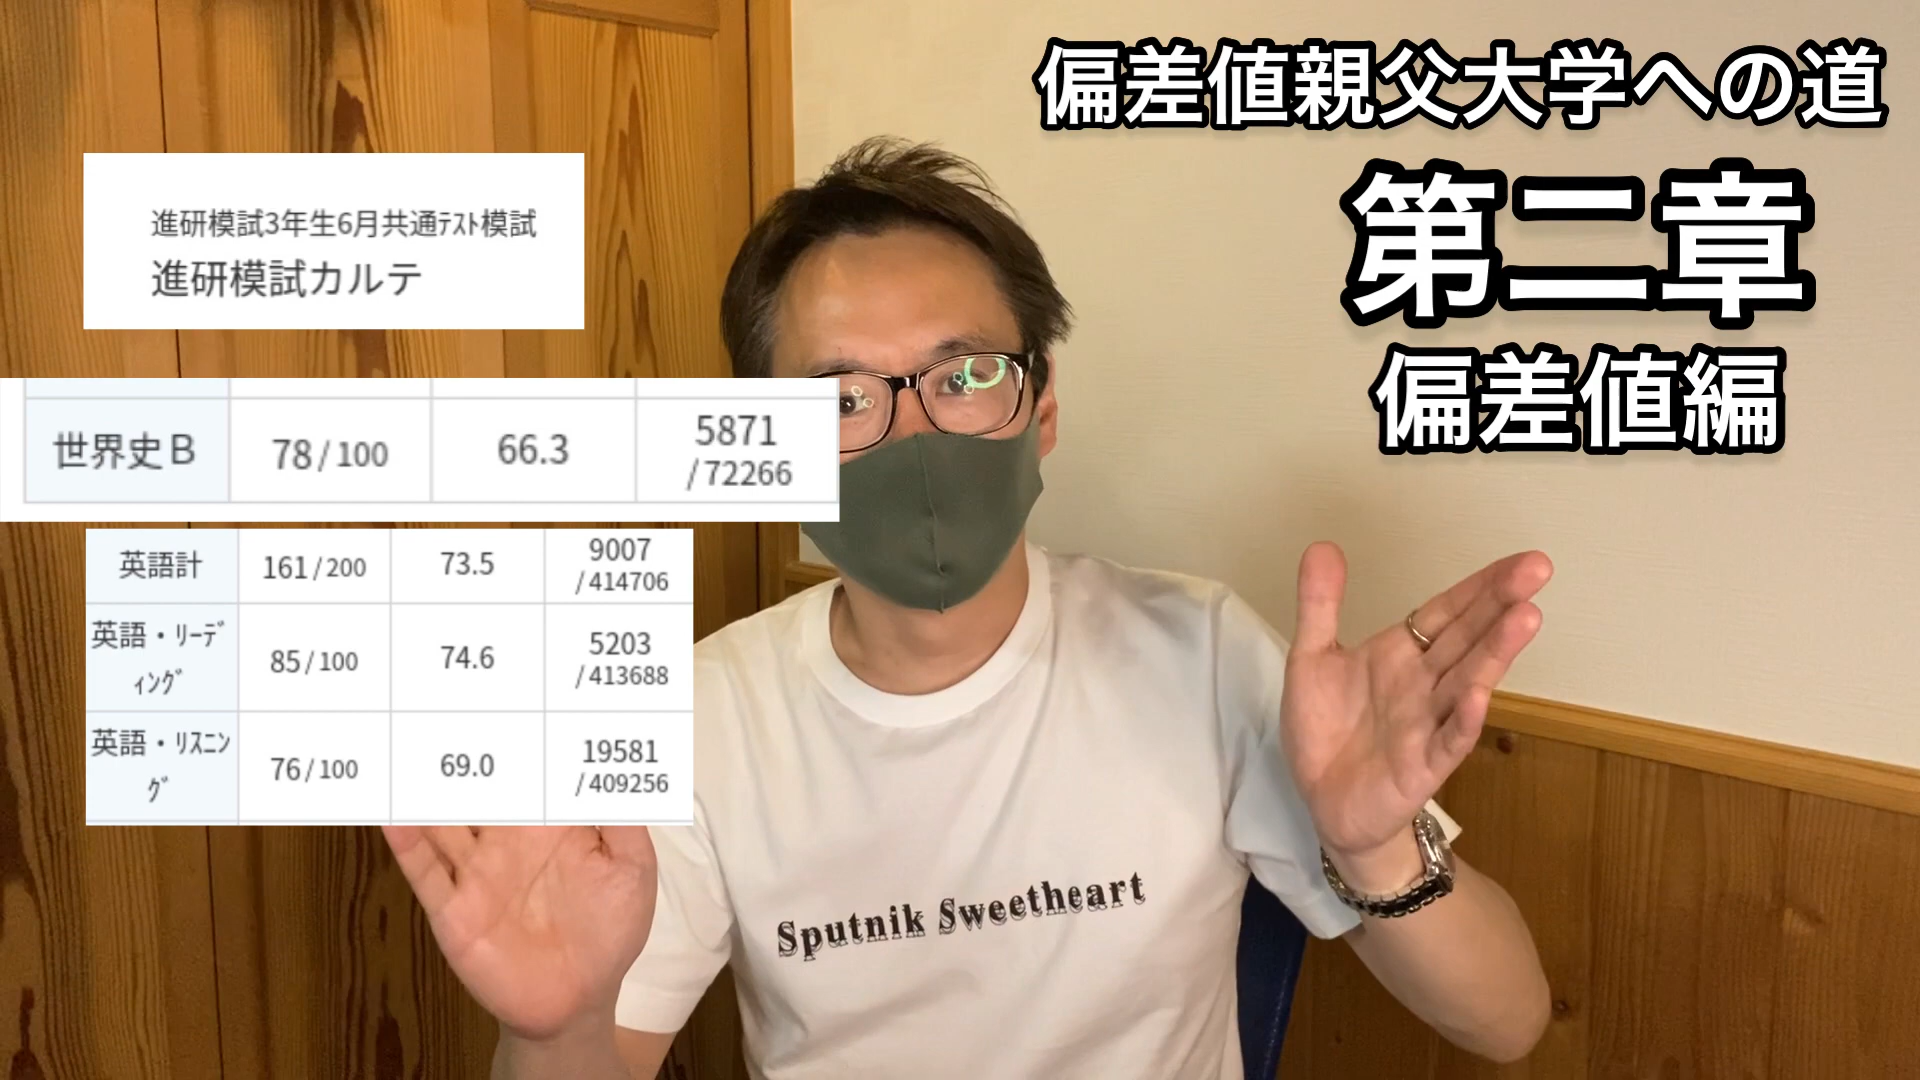 偏差値親父大学への道
第二章
偏差値編
進研模試3年生6月共通ﾃｽﾄ模試
進研模試カルテ
世界史B 78/100 66.3 5871
/72266
英語計 161/200 73.5 9007
/414706
英語・ﾘｰﾃﾞ
ｨﾝｸﾞ 85/100 74.6 5203
/413688
英語・ﾘｽﾆﾝ
ｸﾞ 76/100 69.0 19581
/409256
Sputnik Sweetheart